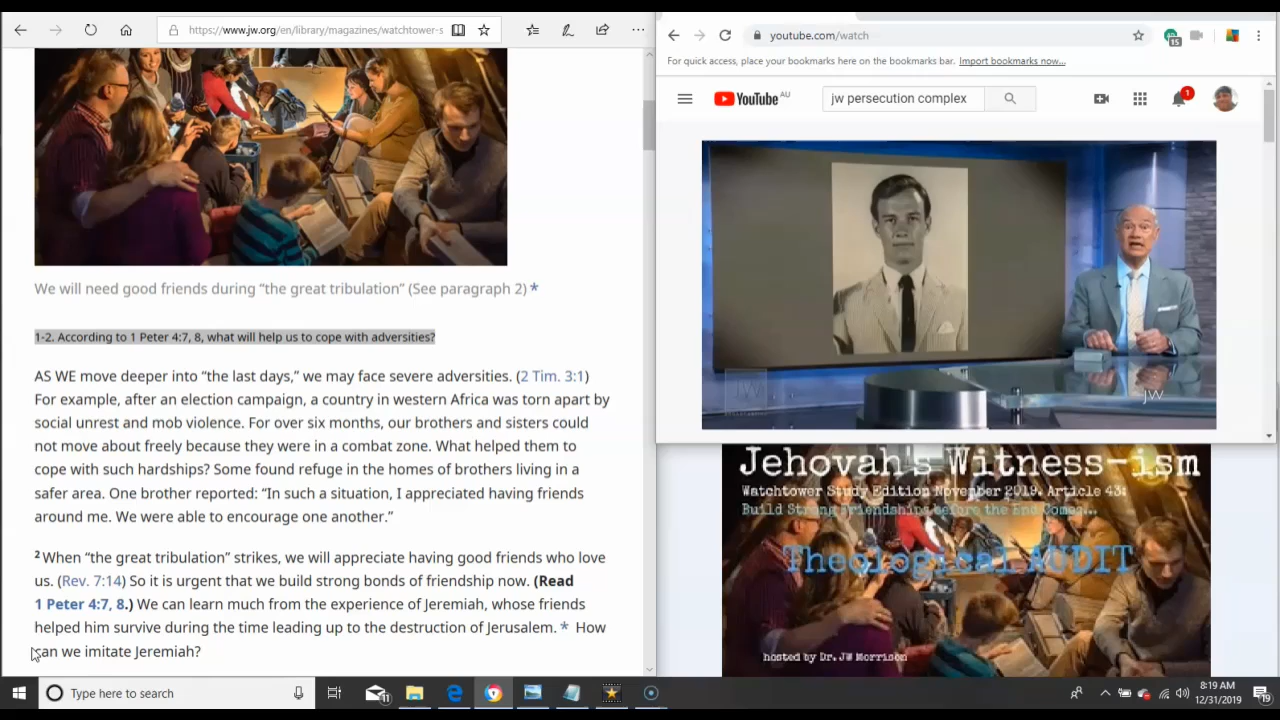 https://www.jw.org/en/library/magazines/watchtower-s
We will need good friends during “the great tribulation” (See paragraph 2) *
1-2. According to 1 Peter 4:7, 8, what will help us to cope with adversities?
AS WE move deeper into “the last days,” we may face severe adversities. (2 Tim. 3:1)
For example, after an election campaign, a country in western Africa was torn apart by
social unrest and mob violence. For over six months, our brothers and sisters could
not move about freely because they were in a combat zone. What helped them to
cope with such hardships? Some found refuge in the homes of brothers living in a
safer area. One brother reported: “In such a situation, I appreciated having friends
around me. We were able to encourage one another.”
2 When “the great tribulation” strikes, we will appreciate having good friends who love
us. (Rev. 7:14) So it is urgent that we build strong bonds of friendship now. (Read
1 Peter 4:7, 8.) We can learn much from the experience of Jeremiah, whose friends
helped him survive during the time leading up to the destruction of Jerusalem. * How
can we imitate Jeremiah?
youtube.com/watch
15
For quick access, place your bookmarks here on the bookmarks bar. Import bookmarks now...
YouTube AU
jw persecution complex
1
JW
jw
Jehovah's Witness-ism
Watchtower Study Edition November 2019. Article 43:
Build Strong Friendships before the End Comes...
Theological AUDIT
hosted by Dr. JW Morrison
Type here to search
11
8:19 AM
12/31/2019
19